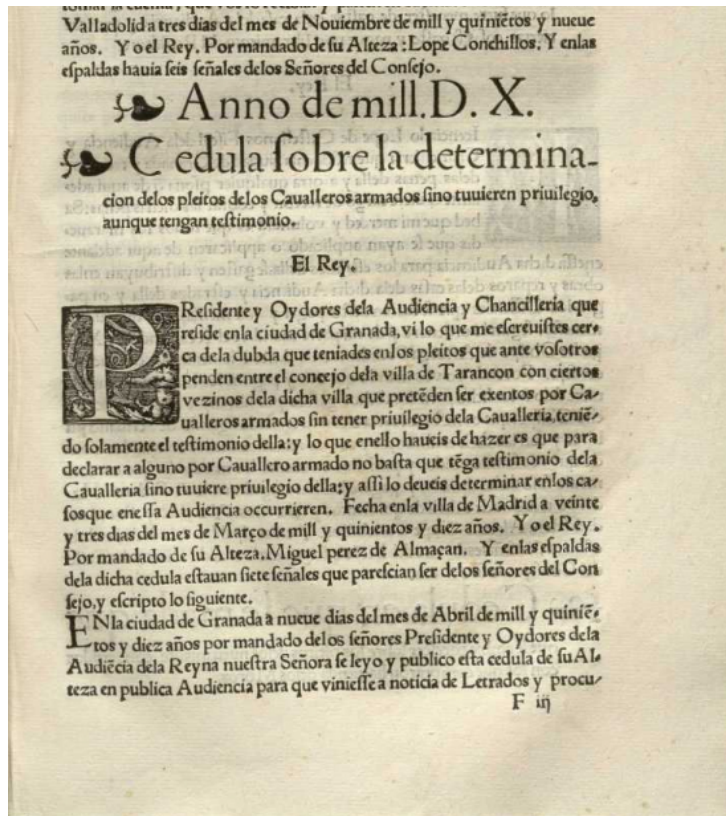 Valladolid a tres dias del mes de Nouiembre de mill y quiniẽtos y nueue
años. Yo el Rey. Por mandado de su Alteza: Lope Conchillos. Y enlas
espaldas hauia seis señales delos Señores del Consejo.
Anno de mill.D.X.
Cedula sobre la determina-
cion delos pleitos delos Caualleros armados sino tuuieren priuilegio,
aunque tengan testimonio.
El Rey.
PResidente y Oydores dela Audiencia y Chancilleria que
reside enla ciudad de Granada, vi lo que me escreuistes cer-
ca dela dubda que teniades enlos pleitos que ante vosotros
penden entre el concejo dela villa de Tarancon con ciertos
vezinos dela dicha villa que pretẽden ser exentos por Ca-
ualleros armados sin tener priuilegio dela Caualleria, teniẽ-
do solamente el testimonio della: y lo que enello haueis de hazer es que para
declarar a alguno por Cauallero armado no basta que tẽga testimonio dela
Caualleria sino tuuiere priuilegio della; y assi lo deueis determinar enlos ca-
sosque enessa Audiencia occurrieren. Fecha enla villa de Madrid a veinte
y tres dias del mes de Março de mill y quinientos y diez años. Yo el Rey.
Por mandado de su Alteza. Miguel perez de Almaçan. Y enlas espaldas
dela dicha cedula estauan siete señales que parescian ser delos señores del Con
sejo, y escripto lo siguiente.
ENla ciudad de Granada a nueue dias del mes de Abril de mill y quiniẽ-
tos y diez años por mandado delos señores Presidente y Oydores dela
Audiẽcia dela Reyna nuestra Señora se leyo y publico esta cedula de su Al-
teza en publica Audiencia para que viniesse a noticia de Letrados y procu-
F iij